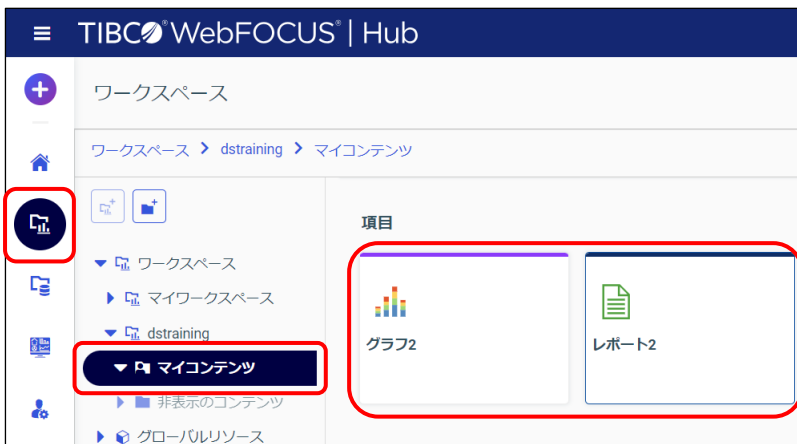 TIBCO® WebFOCUS® | Hub
ワークスペース
ワークスペース > dstraining > マイコンテンツ
項目
ワークスペース
マイワークスペース
dstraining
グラフ2
レポート2
マイコンテンツ
非表示のコンテンツ
グローバルリソース